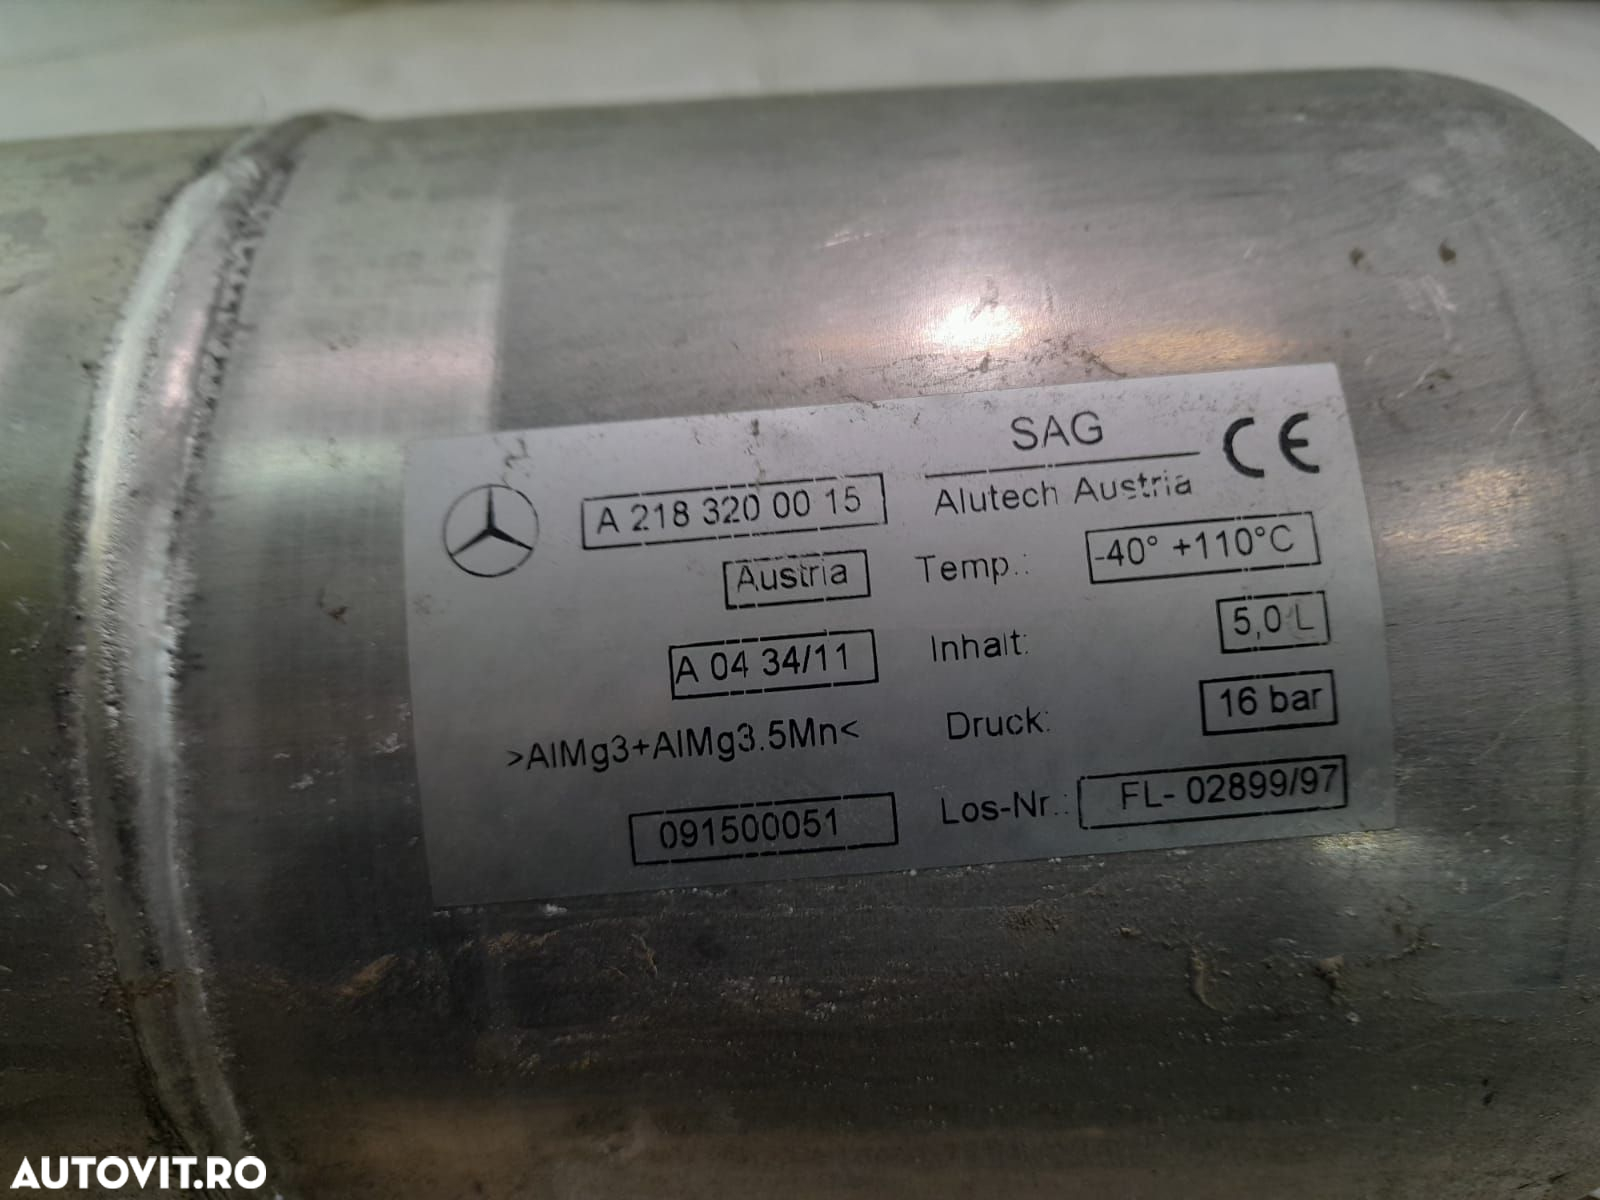 SAG
CE
A 218 320 00 15
Alutech Austria
Austria
Temp.: -40° +110°C
A 04 34/11
Inhalt: 5,0 L
>AlMg3+AlMg3.5Mn<
Druck: 16 bar
091500051
Los-Nr.: FL- 02899/97
AUTOVIT.RO